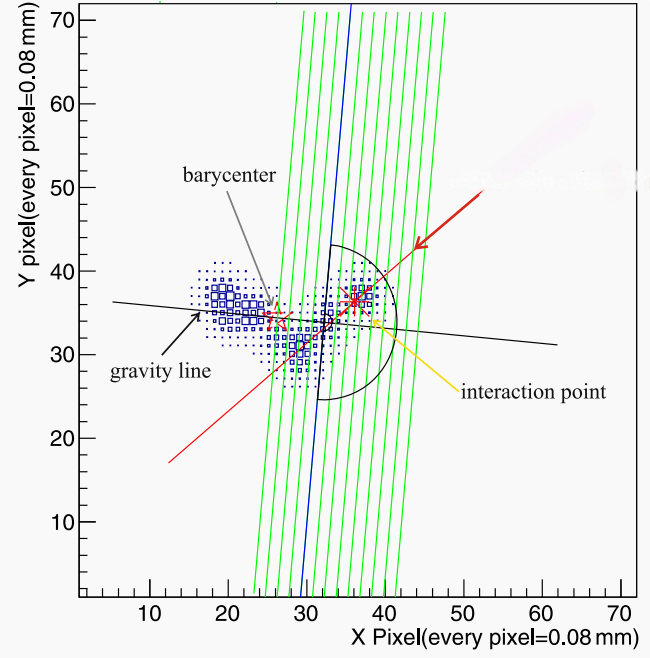 Y pixel(every pixel=0.08 mm)
70
60
50
40
30
20
10
barycenter
gravity line
interaction point
10
20
30
40
50
60
70
X Pixel(every pixel=0.08 mm)